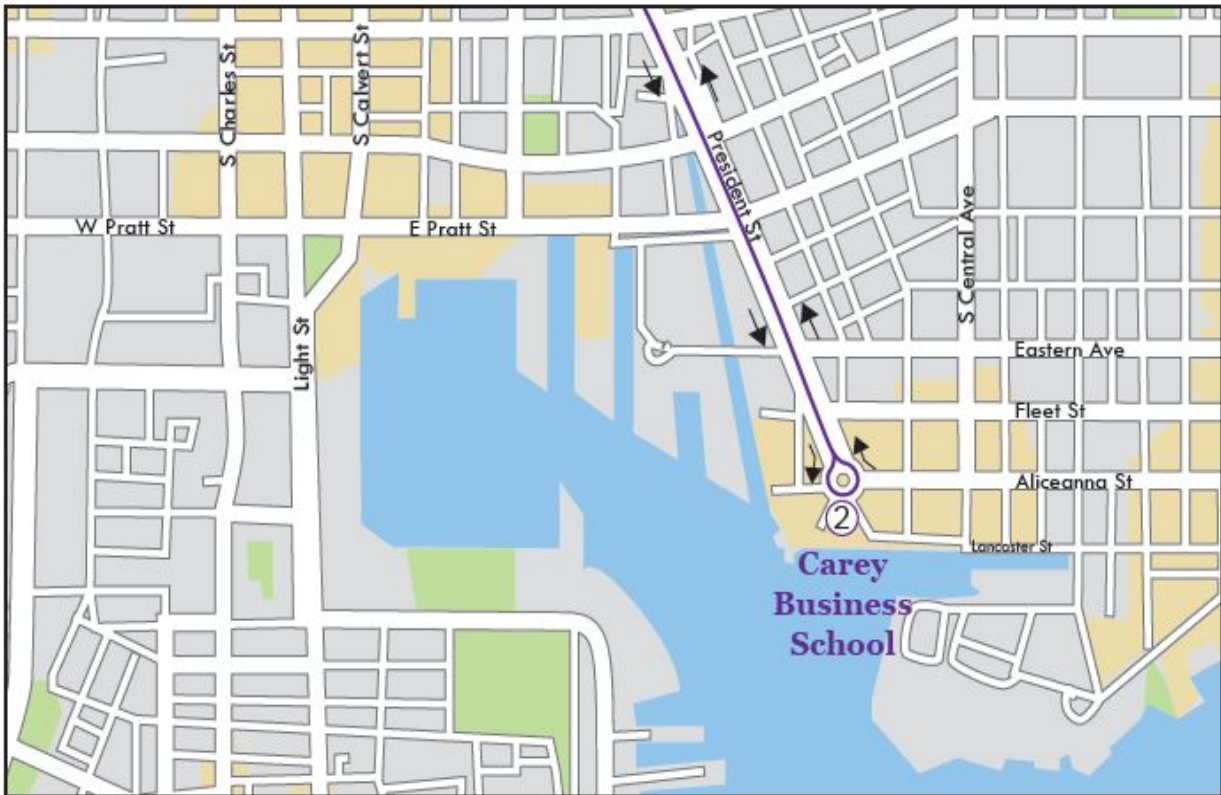 S Charles St
S Calvert St
President St
W Pratt St
E Pratt St
S Central Ave
Light St
Eastern Ave
Fleet St
Aliceanna St
2
Lancaster St
Carey
Business
School